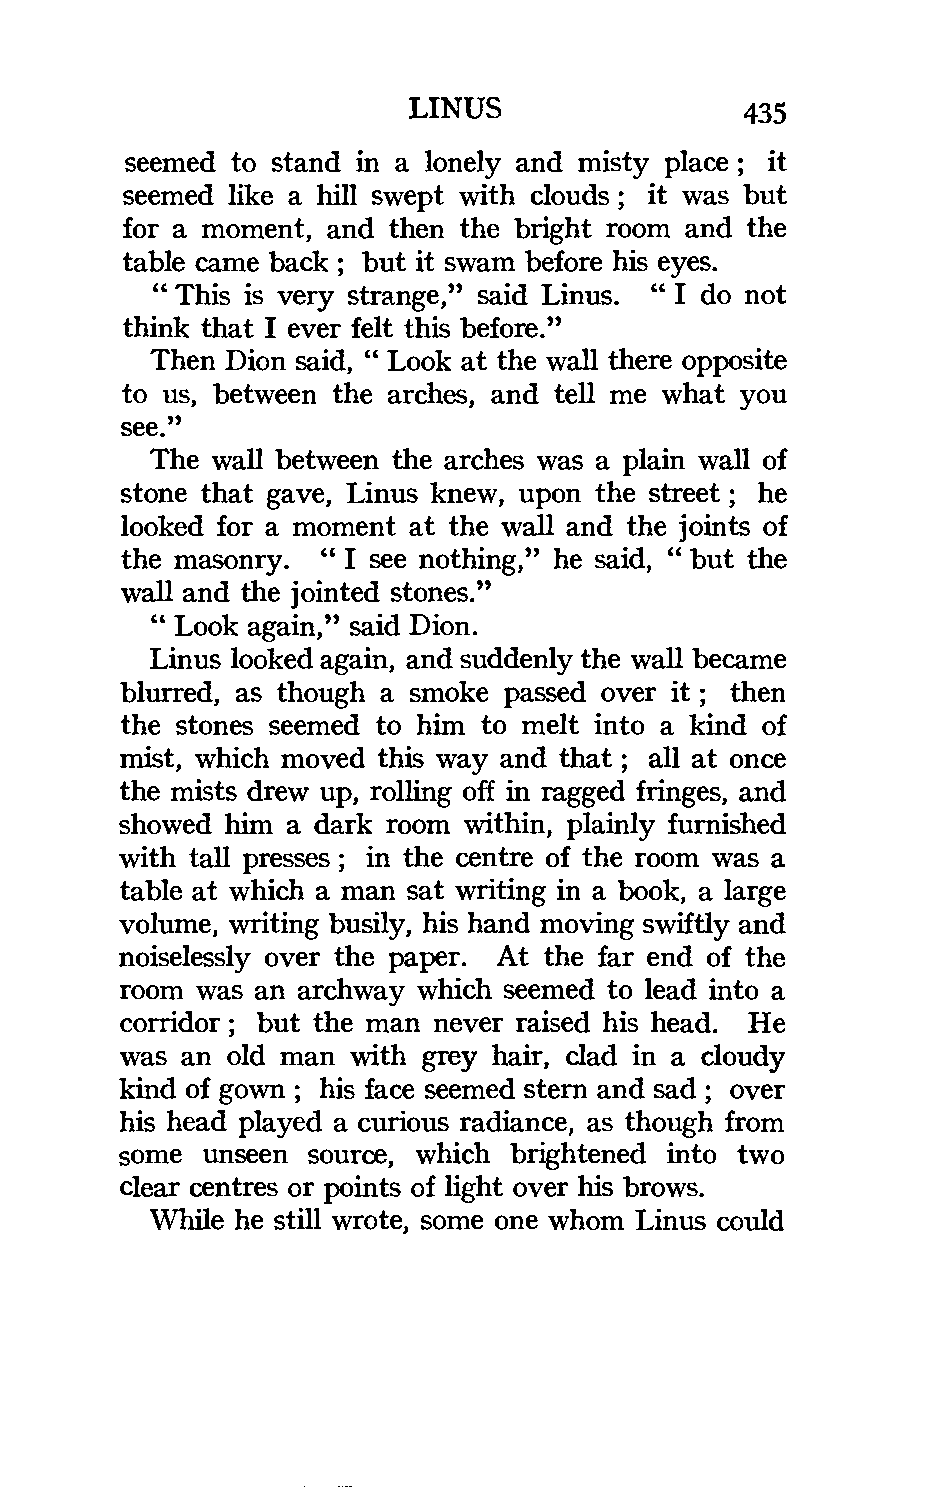 LINUS 435
seemed to stand in a lonely and misty place ; it
seemed like a hill swept with clouds ; it was but
for a moment, and then the bright room and the
table came back ; but it swam before his eyes.
“ This is very strange,” said Linus. “ I do not
think that I ever felt this before.”
Then Dion said, “ Look at the wall there opposite
to us, between the arches, and tell me what you
see.”
The wall between the arches was a plain wall of
stone that gave, Linus knew, upon the street ; he
looked for a moment at the wall and the joints of
the masonry. “ I see nothing,” he said, “ but the
wall and the jointed stones.”
“ Look again,” said Dion.
Linus looked again, and suddenly the wall became
blurred, as though a smoke passed over it ; then
the stones seemed to him to melt into a kind of
mist, which moved this way and that ; all at once
the mists drew up, rolling off in ragged fringes, and
showed him a dark room within, plainly furnished
with tall presses ; in the centre of the room was a
table at which a man sat writing in a book, a large
volume, writing busily, his hand moving swiftly and
noiselessly over the paper. At the far end of the
room was an archway which seemed to lead into a
corridor ; but the man never raised his head. He
was an old man with grey hair, clad in a cloudy
kind of gown ; his face seemed stern and sad ; over
his head played a curious radiance, as though from
some unseen source, which brightened into two
clear centres or points of light over his brows.
While he still wrote, some one whom Linus could